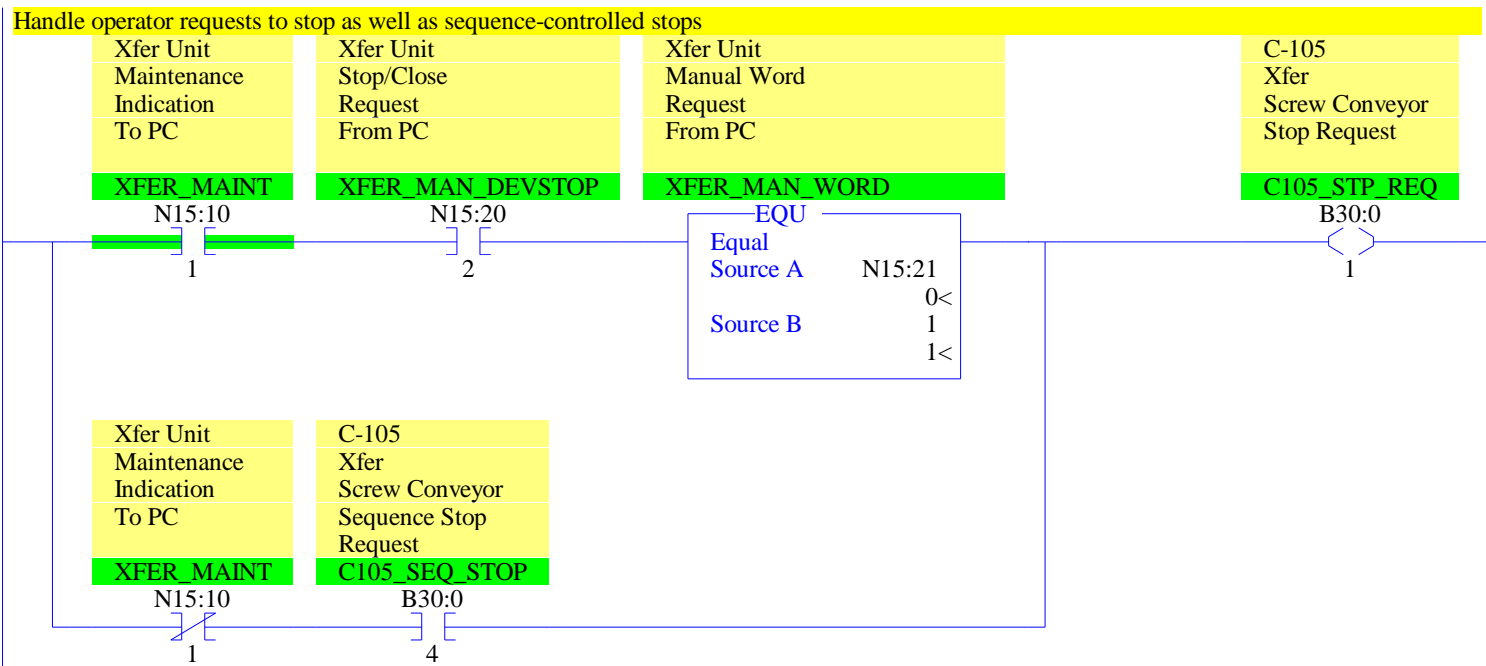 Handle operator requests to stop as well as sequence-controlled stops
Xfer Unit
Maintenance
Indication
To PC
XFER_MAINT
N15:10
1
Xfer Unit
Stop/Close
Request
From PC
XFER_MAN_DEVSTOP
N15:20
2
Xfer Unit
Manual Word
Request
From PC
XFER_MAN_WORD
EQU
Equal
Source A N15:21
0<
Source B 1
1<
C-105
Xfer
Screw Conveyor
Stop Request
C105_STP_REQ
B30:0
1
Xfer Unit
Maintenance
Indication
To PC
XFER_MAINT
N15:10
1
C-105
Xfer
Screw Conveyor
Sequence Stop
Request
C105_SEQ_STOP
B30:0
4